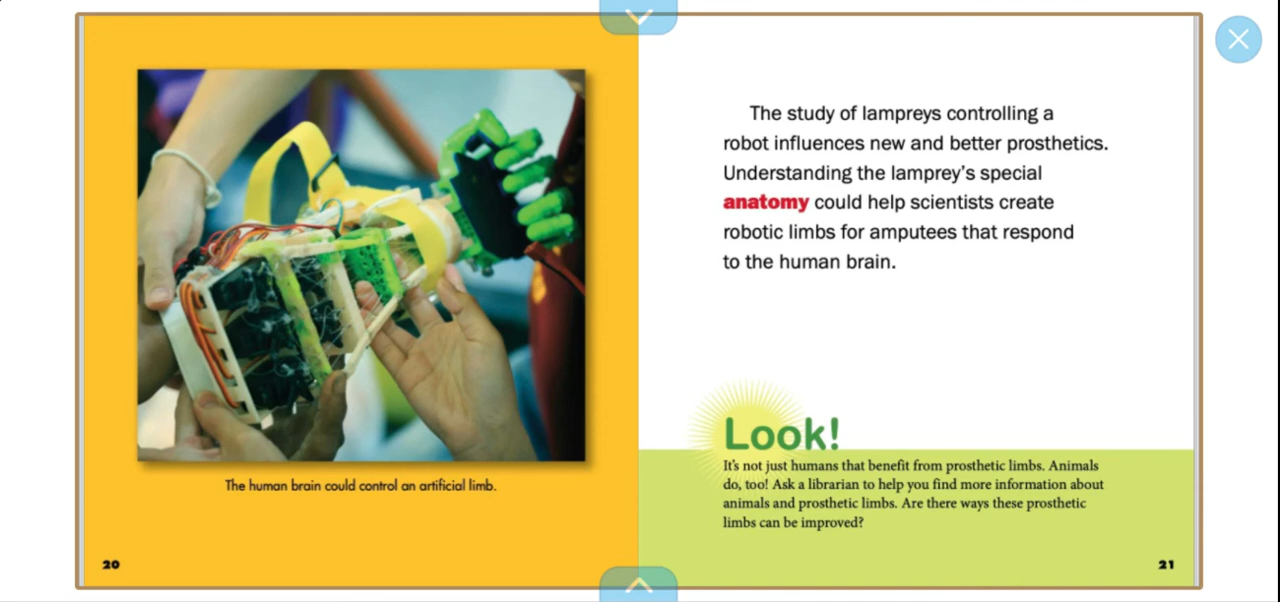 The human brain could control an artificial limb.
20
The study of lampreys controlling a
robot influences new and better prosthetics.
Understanding the lamprey's special
anatomy could help scientists create
robotic limbs for amputees that respond
to the human brain.
Look!
It's not just humans that benefit from prosthetic limbs. Animals
do, too! Ask a librarian to help you find more information about
animals and prosthetic limbs. Are there ways these prosthetic
limbs can be improved?
21